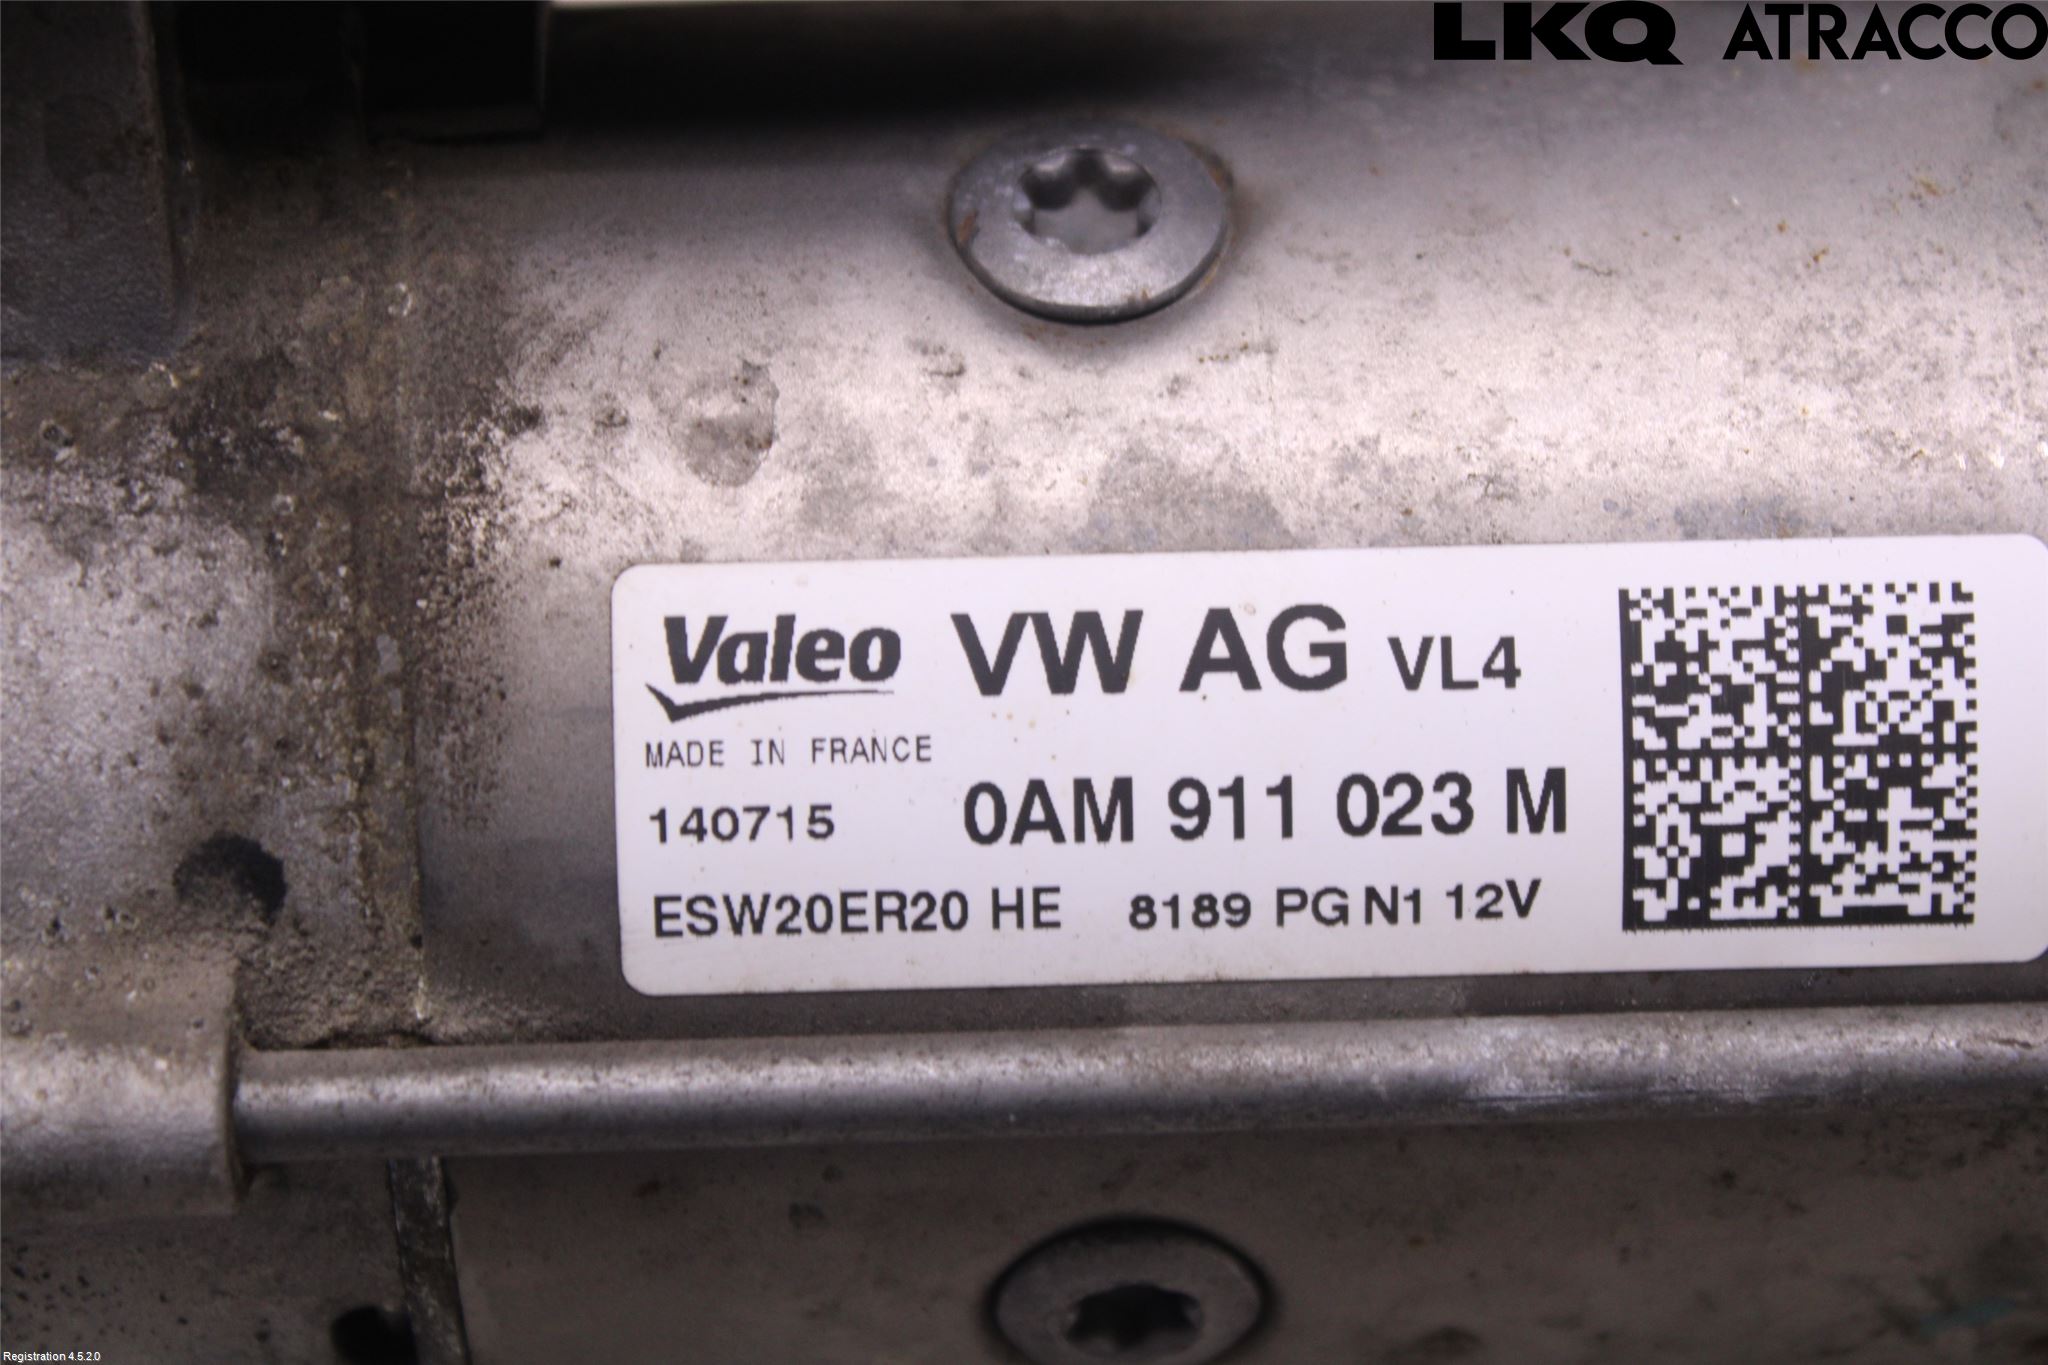 LKQ ATRACCO
Valeo VW AG VL4
MADE IN FRANCE
140715 0AM 911 023 M
ESW20ER20 HE 8189 PG N1 12V
Registration 4.5.2.0